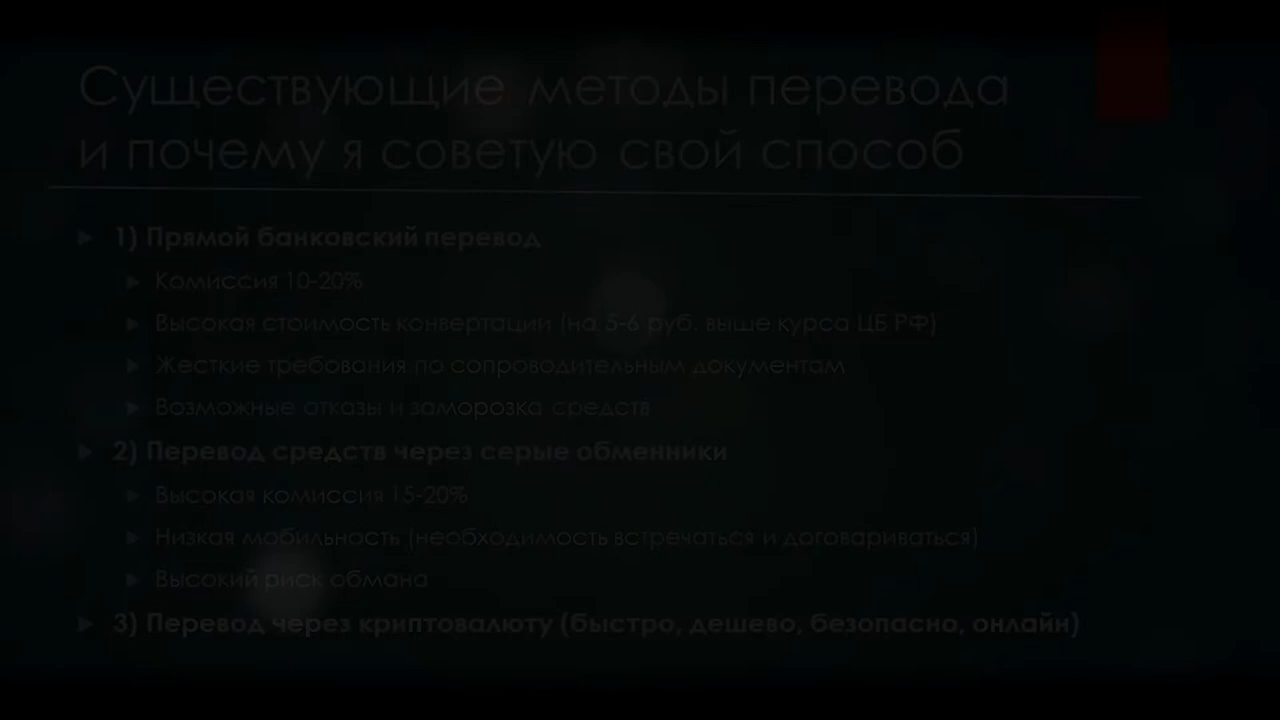 Существующие методы перевода
и почему я советую свой способ
1) Прямой банковский перевод
Комиссия 10-20%
Высокая стоимость конвертации (на 5-6 руб. выше курса ЦБ РФ)
Жесткие требования по сопроводительным документам
Возможные отказы и заморозка средств
2) Перевод средств через серые обменники
Высокая комиссия 15-20%
Низкая мобильность (необходимость встречаться и договариваться)
Высокий риск обмана
3) Перевод через криптовалюту (быстро, дешево, безопасно, онлайн)